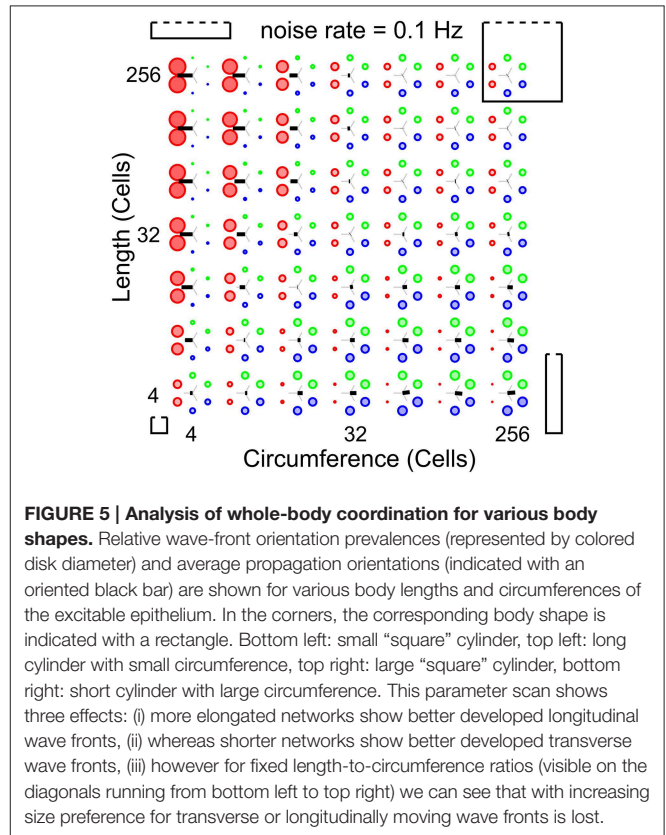 noise rate = 0.1 Hz
256
32
4
Length (Cells)
4
32
256
Circumference (Cells)
FIGURE 5 | Analysis of whole-body coordination for various body
shapes. Relative wave-front orientation prevalences (represented by colored
disk diameter) and average propagation orientations (indicated with an
oriented black bar) are shown for various body lengths and circumferences of
the excitable epithelium. In the corners, the corresponding body shape is
indicated with a rectangle. Bottom left: small “square” cylinder, top left: long
cylinder with small circumference, top right: large “square” cylinder, bottom
right: short cylinder with large circumference. This parameter scan shows
three effects: (i) more elongated networks show better developed longitudinal
wave fronts, (ii) whereas shorter networks show better developed transverse
wave fronts, (iii) however for fixed length-to-circumference ratios (visible on the
diagonals running from bottom left to top right) we can see that with increasing
size preference for transverse or longitudinally moving wave fronts is lost.